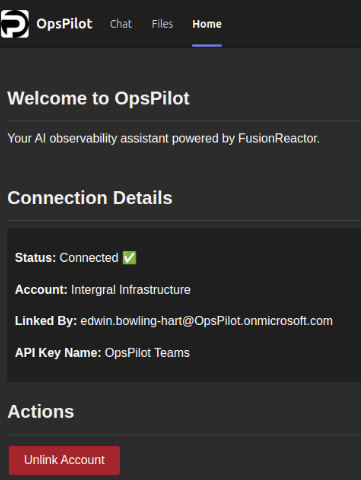 OpsPilot Chat Files Home
Welcome to OpsPilot
Your AI observability assistant powered by FusionReactor.
Connection Details
Status: Connected ✅
Account: Intergral Infrastructure
Linked By: edwin.bowling-hart@OpsPilot.onmicrosoft.com
API Key Name: OpsPilot Teams
Actions
Unlink Account